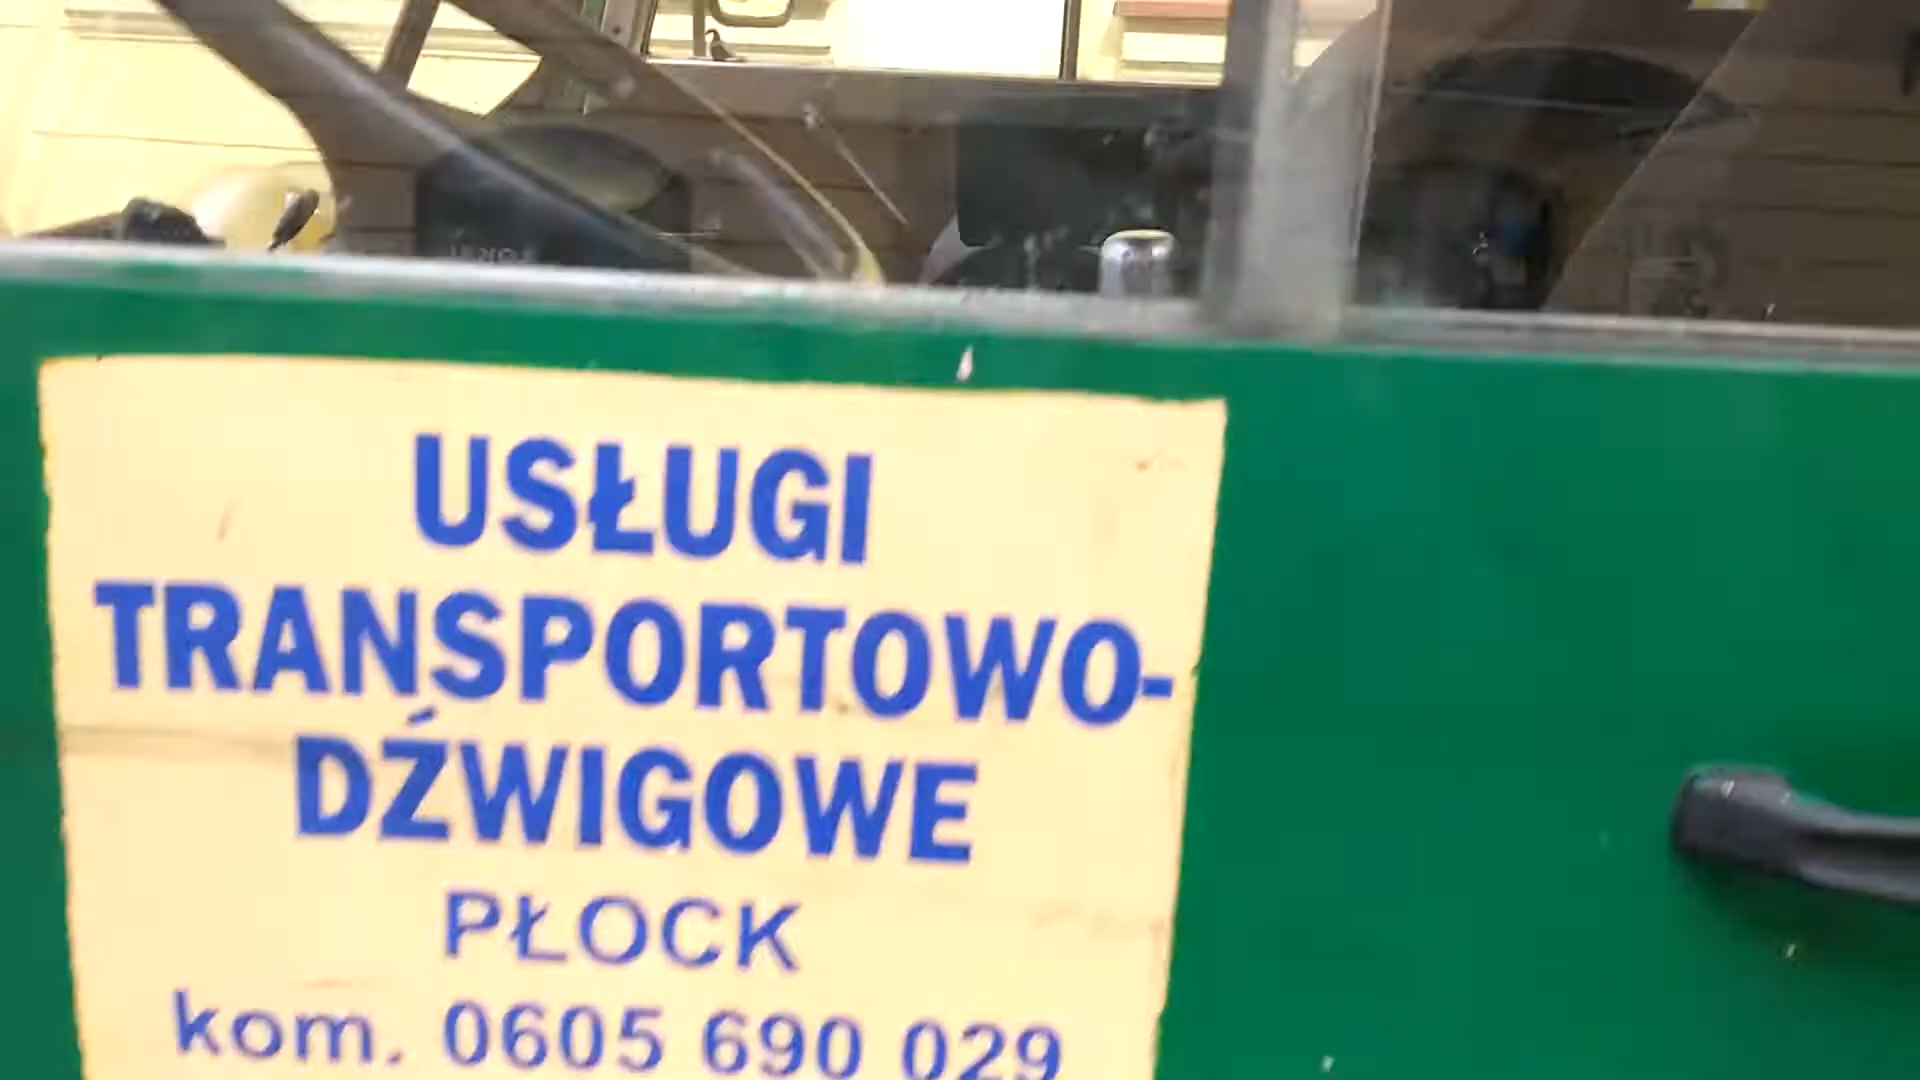 USŁUGI
TRANSPORTOWO-
DŹWIGOWE
PŁOCK
kom. 0605 690 029